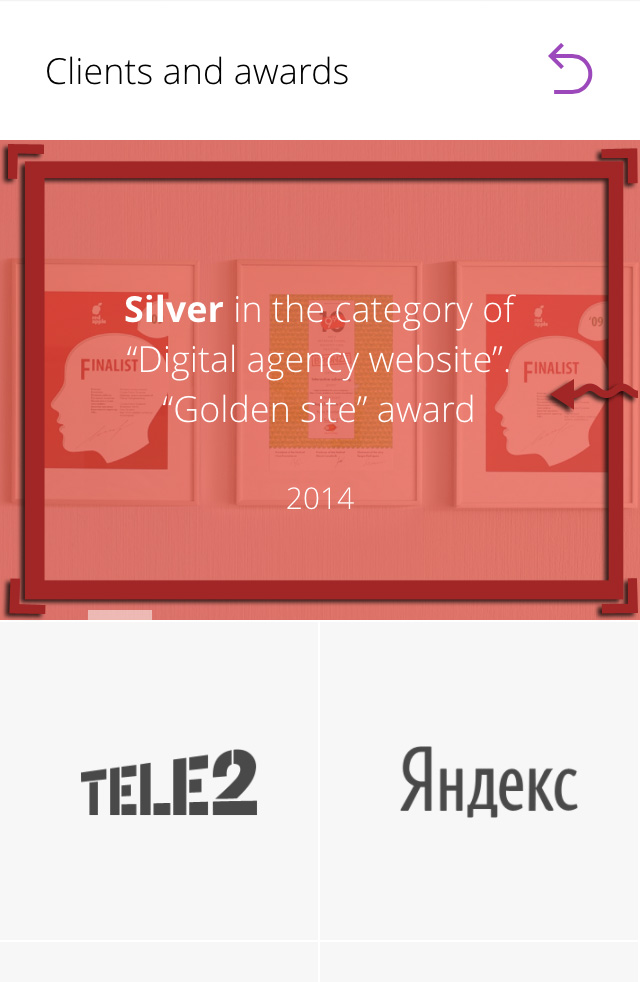 Clients and awards
Silver in the category of
“Digital agency website”.
“Golden site” award
2014
FINALIST
FINALIST
'09
TELE2
Яндекс